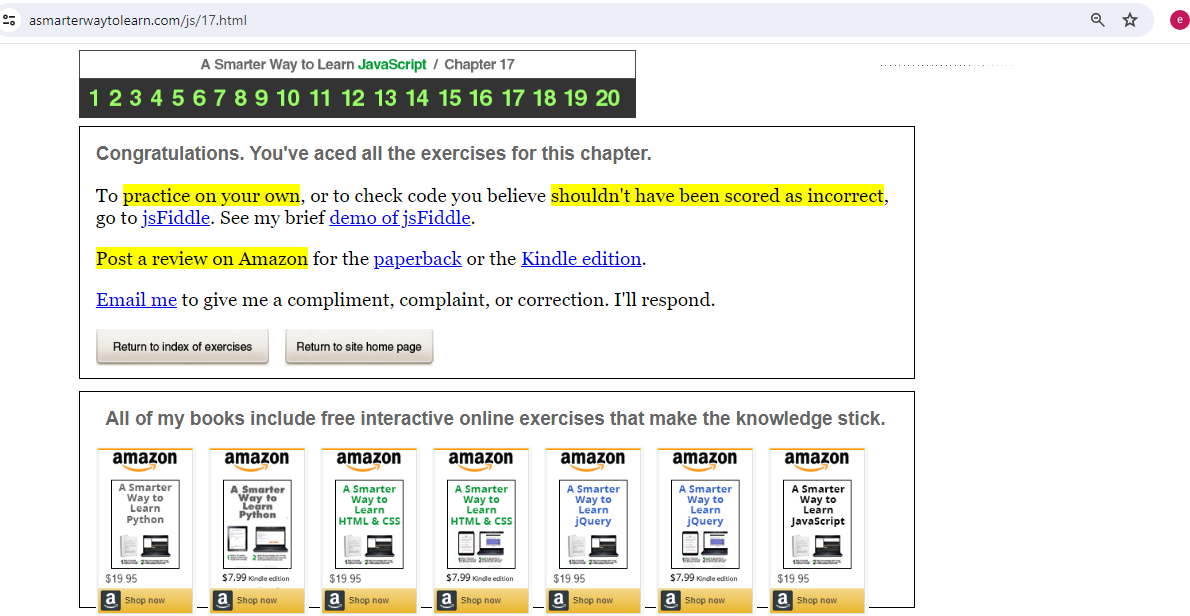 asmarterwaytolearn.com/js/17.html
e
A Smarter Way to Learn JavaScript / Chapter 17
1 2 3 4 5 6 7 8 9 10 11 12 13 14 15 16 17 18 19 20
Congratulations. You've aced all the exercises for this chapter.
To practice on your own, or to check code you believe shouldn't have been scored as incorrect,
go to jsFiddle. See my brief demo of jsFiddle.
Post a review on Amazon for the paperback or the Kindle edition.
Email me to give me a compliment, complaint, or correction. I'll respond.
Return to index of exercises Return to site home page
All of my books include free interactive online exercises that make the knowledge stick.
amazon amazon amazon amazon amazon amazon amazon
A Smarter A Smarter A Smarter A Smarter A Smarter A Smarter A Smarter
Way to Way to Way to Way to Way to Way to Way to
Learn Learn Learn Learn Learn Learn Learn
Python Python HTML & CSS HTML & CSS jQuery jQuery JavaScript
$19.95 $7.99 Kindle edition $19.95 $7.99 Kindle edition $19.95 $7.99 Kindle edition $19.95
a Shop now a Shop now a Shop now a Shop now a Shop now a Shop now a Shop now